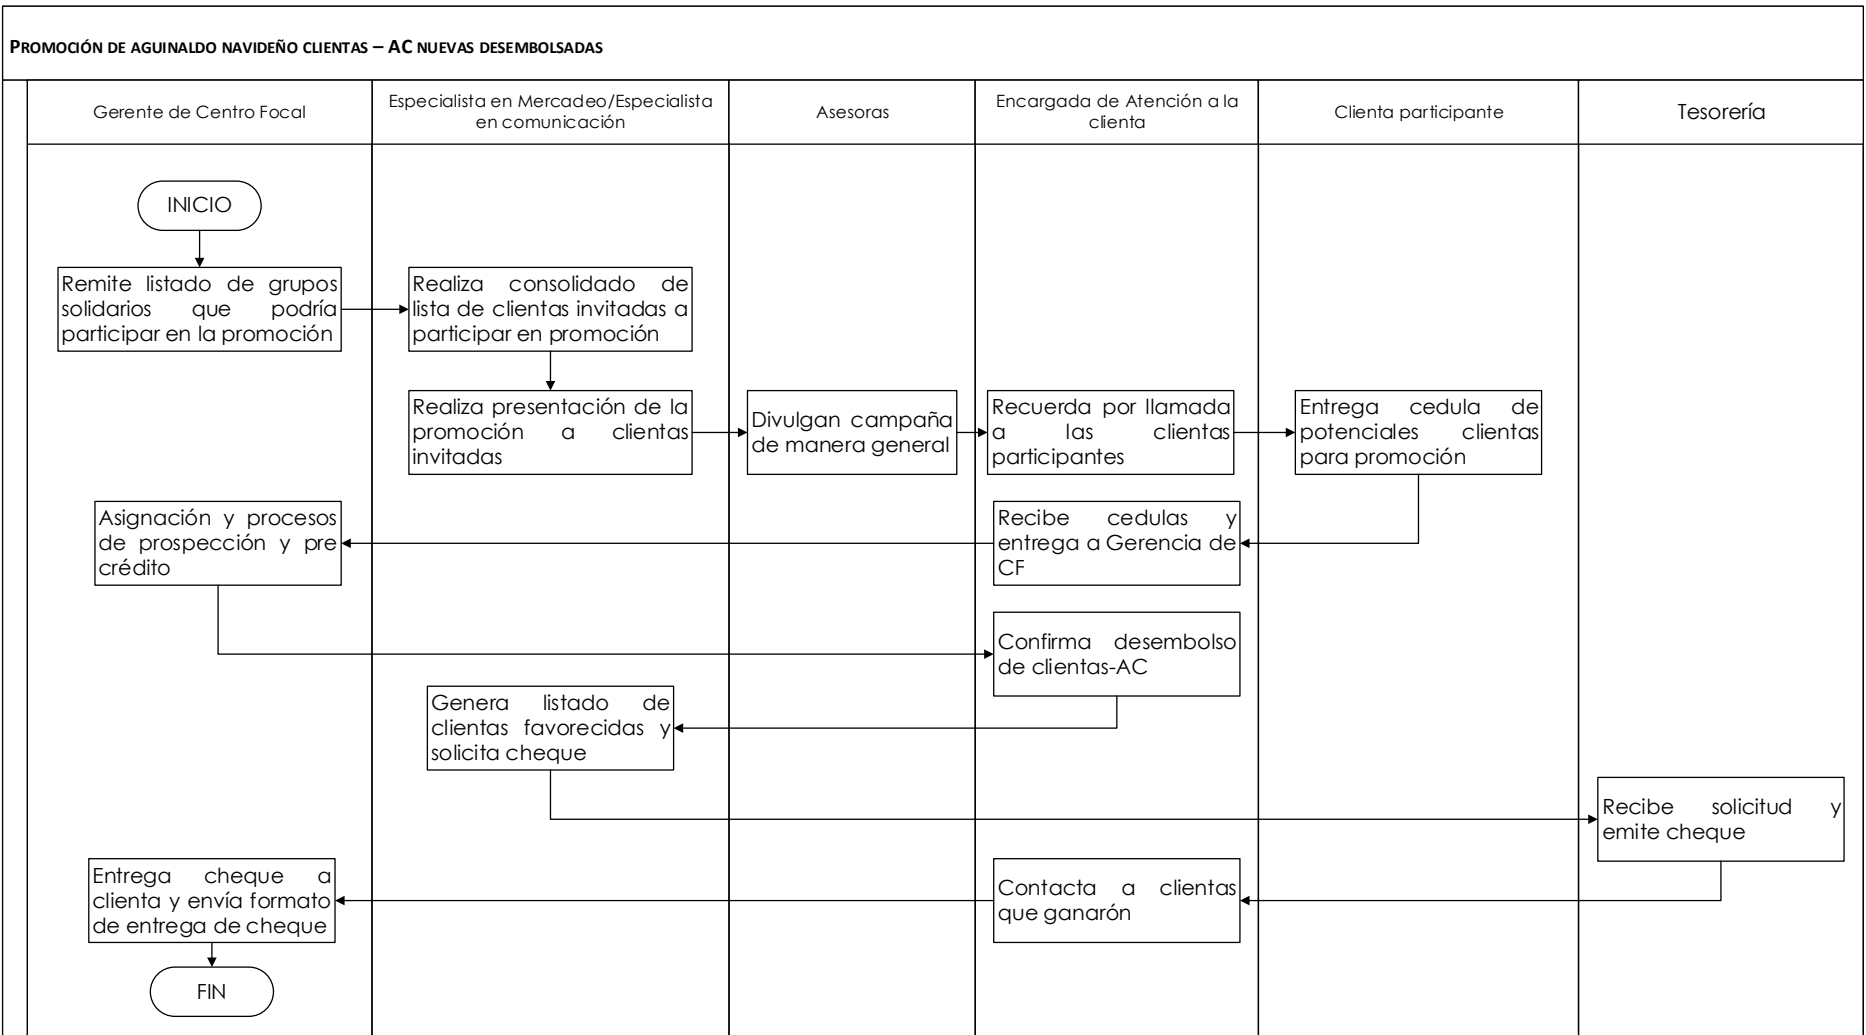 PROMOCIÓN DE AGUINALDO NAVIDEÑO CLIENTAS – AC NUEVAS DESEMBOLSADAS
Gerente de Centro Focal
Especialista en Mercadeo/Especialista
en comunicación
Asesoras
Encargada de Atención a la
clienta
Clienta participante
Tesorería
INICIO
Remite listado de grupos
solidarios que podría
participar en la promoción
Realiza consolidado de
lista de clientas invitadas a
participar en promoción
Realiza presentación de la
promoción a clientas
invitadas
Divulgan campaña
de manera general
Recuerda por llamada
a las clientas
participantes
Entrega cedula de
potenciales clientas
para promoción
Asignación y procesos
de prospección y pre
crédito
Recibe cedulas y
entrega a Gerencia de
CF
Confirma desembolso
de clientas-AC
Genera listado de
clientas favorecidas y
solicita cheque
Recibe solicitud y
emite cheque
Entrega cheque a
clienta y envía formato
de entrega de cheque
Contacta a clientas
que ganarón
FIN